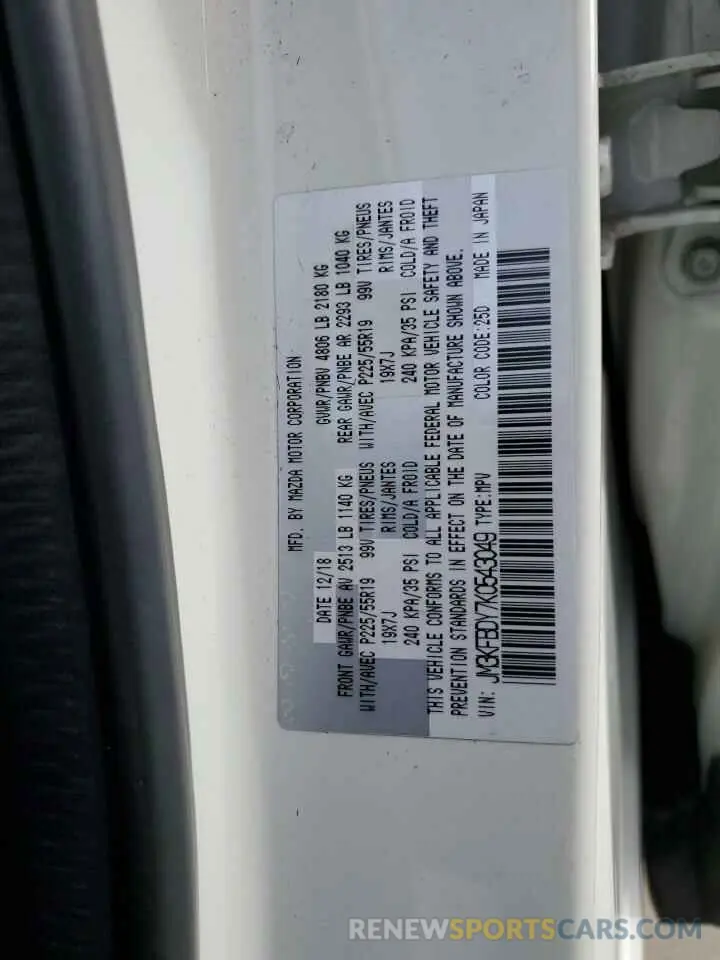 MFD. BY MAZDA MOTOR CORPORATION
DATE 12/18 GVWR/PNBV 4806 LB 2180 KG
FRONT GAWR/PNBE AV 2513 LB 1140 KG REAR GAWR/PNBE AR 2293 LB 1040 KG
WITH/AVEC P225/55R19 99V TIRES/PNEUS WITH/AVEC P225/55R19 99V TIRES/PNEUS
19X7J RIMS/JANTES 19X7J RIMS/JANTES
240 KPA/35 PSI COLD/A FROID 240 KPA/35 PSI COLD/A FROID
THIS VEHICLE CONFORMS TO ALL APPLICABLE FEDERAL MOTOR VEHICLE SAFETY AND THEFT
PREVENTION STANDARDS IN EFFECT ON THE DATE OF MANUFACTURE SHOWN ABOVE.
VIN: JM3KFBDY7K0543049 TYPE:MPV COLOR CODE:25D MADE IN JAPAN
RENEWSPORTSCARS.COM